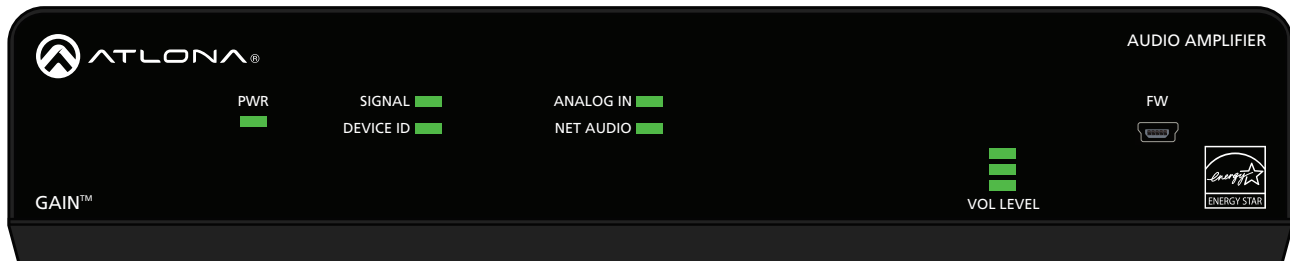 ATLONA®
AUDIO AMPLIFIER
PWR
SIGNAL
DEVICE ID
ANALOG IN
NET AUDIO
FW
VOL LEVEL
GAIN™
energy
ENERGY STAR